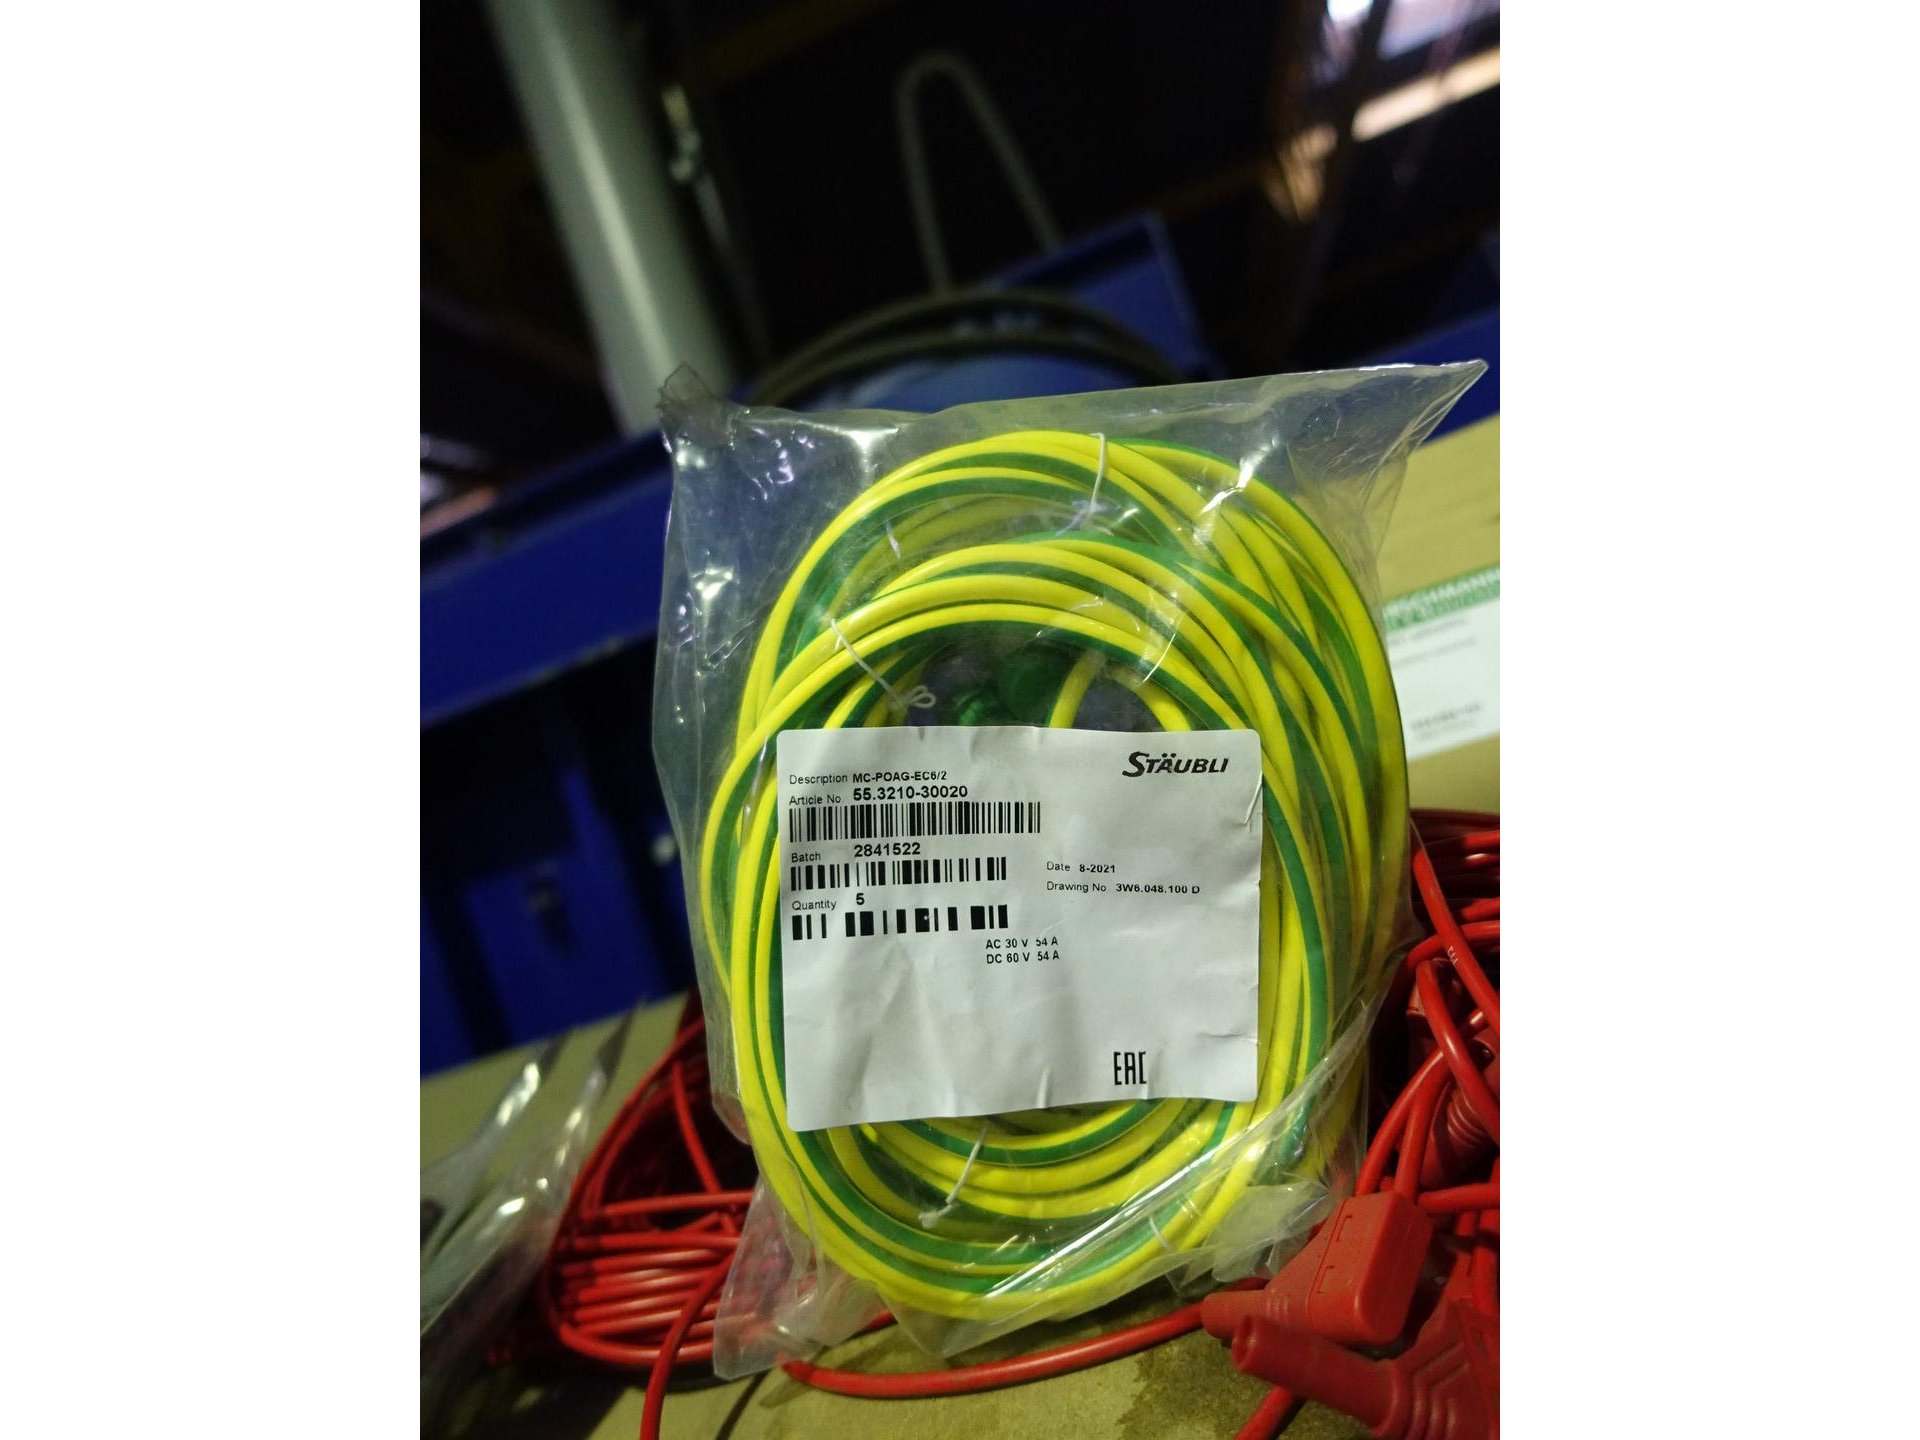 STÄUBLI
Description MC-POAG-EC6/2
Article No. 55.3210-30020
Batch 2841522
Date 8-2021
Drawing No 3W6.048.100 D
Quantity 5
AC 30 V 54 A
DC 60 V 54 A
EAC
RSCHMANN